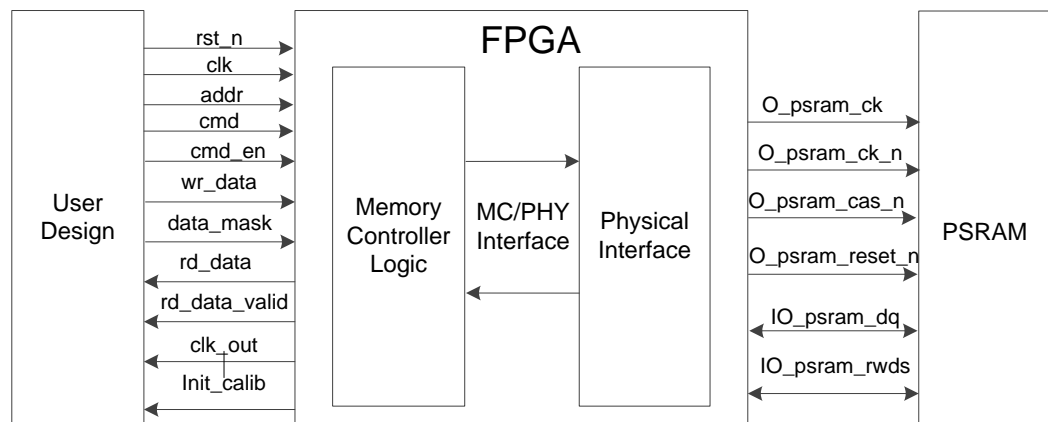 FPGA
User
Design
rst_n
clk
addr
cmd
cmd_en
wr_data
data_mask
rd_data
rd_data_valid
clk_out
Init_calib
Memory
Controller
Logic
MC/PHY
Interface
Physical
Interface
O_psram_ck
O_psram_ck_n
O_psram_cas_n
O_psram_reset_n
IO_psram_dq
IO_psram_rwds
PSRAM